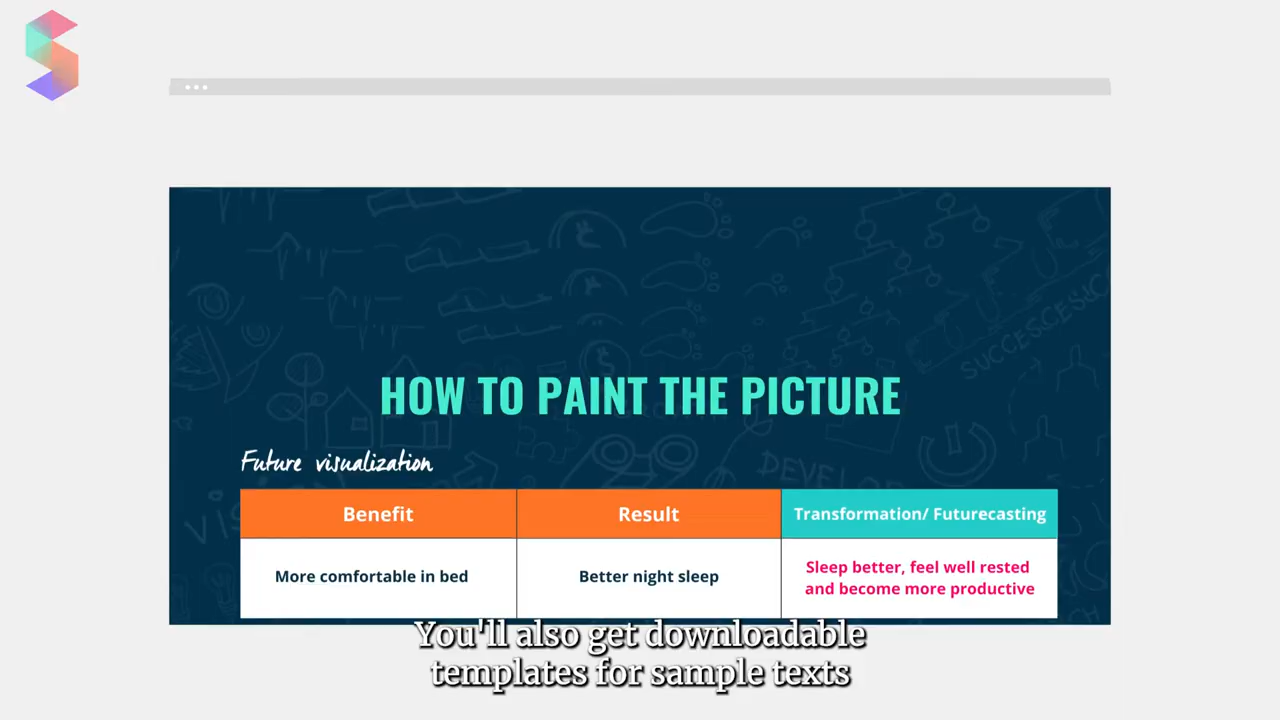 HOW TO PAINT THE PICTURE
Future visualization
Benefit
Result
Transformation/ Futurecasting
More comfortable in bed
Better night sleep
Sleep better, feel well rested
and become more productive
You'll also get downloadable
templates for sample texts